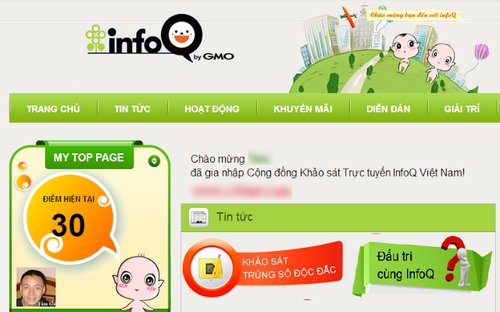 infoQ
by GMO
Chào mừng bạn đến với infoQ
TRANG CHỦ TIN TỨC HOẠT ĐỘNG KHUYẾN MÃI DIỄN ĐÀN GIẢI TRÍ
MY TOP PAGE
ĐIỂM HIỆN TẠI
30
Chào mừng
đã gia nhập Cộng đồng Khảo sát Trực tuyến InfoQ Việt Nam!
Tin tức
KHẢO SÁT
TRÚNG SỐ ĐỘC ĐẮC
Đấu trí
cùng InfoQ